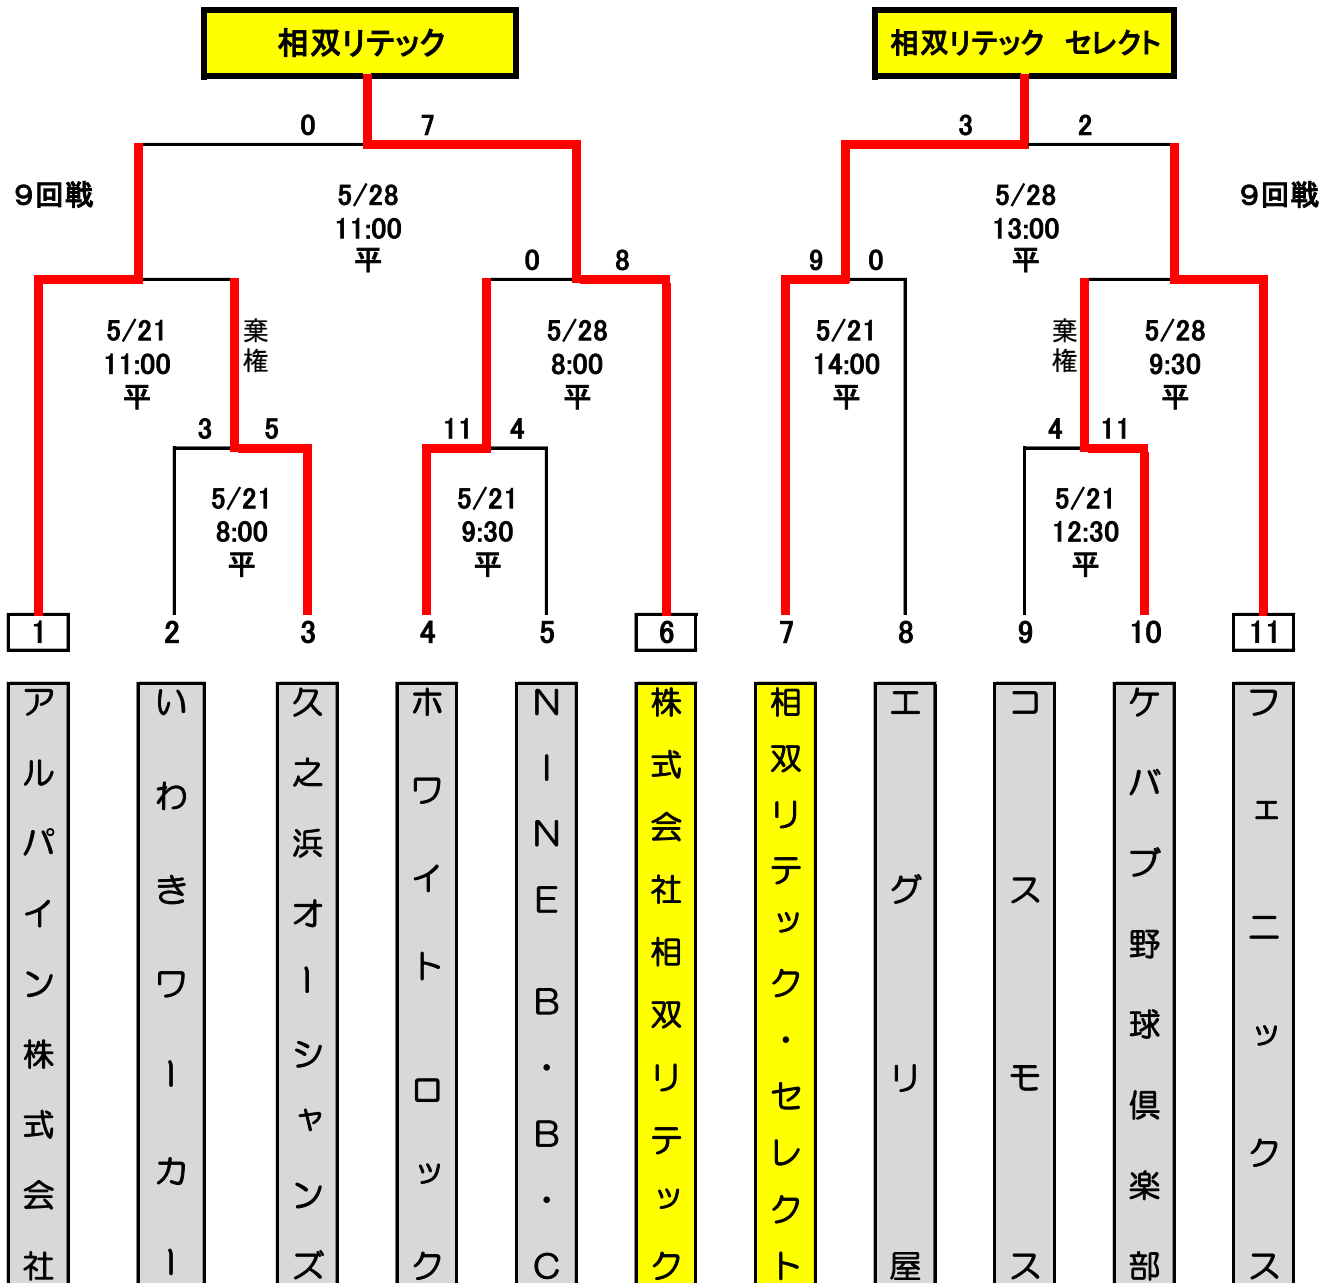 相双リテック
相双リテック　セレクト
0 7
3 2
９回戦
5/28
11:00
平
5/28
13:00
平
９回戦
0 8
9 0
5/21
11:00
平
棄権
5/28
8:00
平
5/21
14:00
平
棄権
5/28
9:30
平
3 5
11 4
4 11
5/21
8:00
平
5/21
9:30
平
5/21
12:30
平
1 2 3 4 5 6 7 8 9 10 11
アルパイン株式会社
いわきワーカー
久之浜オーシャンズ
ホワイトロック
ＮＩＮＥ　Ｂ・Ｂ・Ｃ
株式会社相双リテック
相双リテック・セレクト
エグリ屋
コスモス
ケバブ野球倶楽部
フェニックス